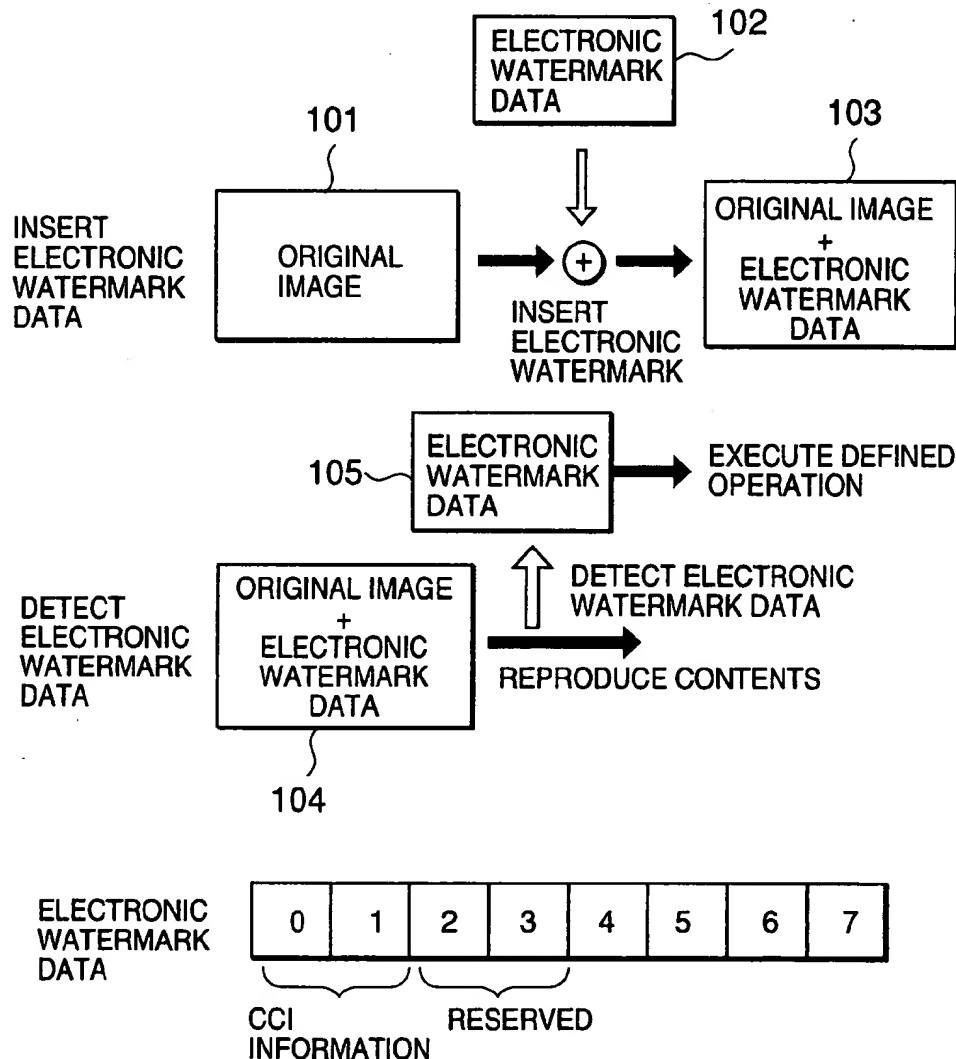 ELECTRONIC
WATERMARK
DATA
102
101
103
INSERT
ELECTRONIC
WATERMARK
DATA
ORIGINAL
IMAGE
+
INSERT
ELECTRONIC
WATERMARK
ORIGINAL IMAGE
+
ELECTRONIC
WATERMARK
DATA
105
ELECTRONIC
WATERMARK
DATA
EXECUTE DEFINED
OPERATION
DETECT
ELECTRONIC
WATERMARK
DATA
ORIGINAL IMAGE
+
ELECTRONIC
WATERMARK
DATA
DETECT ELECTRONIC
WATERMARK DATA
REPRODUCE CONTENTS
104
ELECTRONIC
WATERMARK
DATA
0 1 2 3 4 5 6 7
CCI
INFORMATION
RESERVED